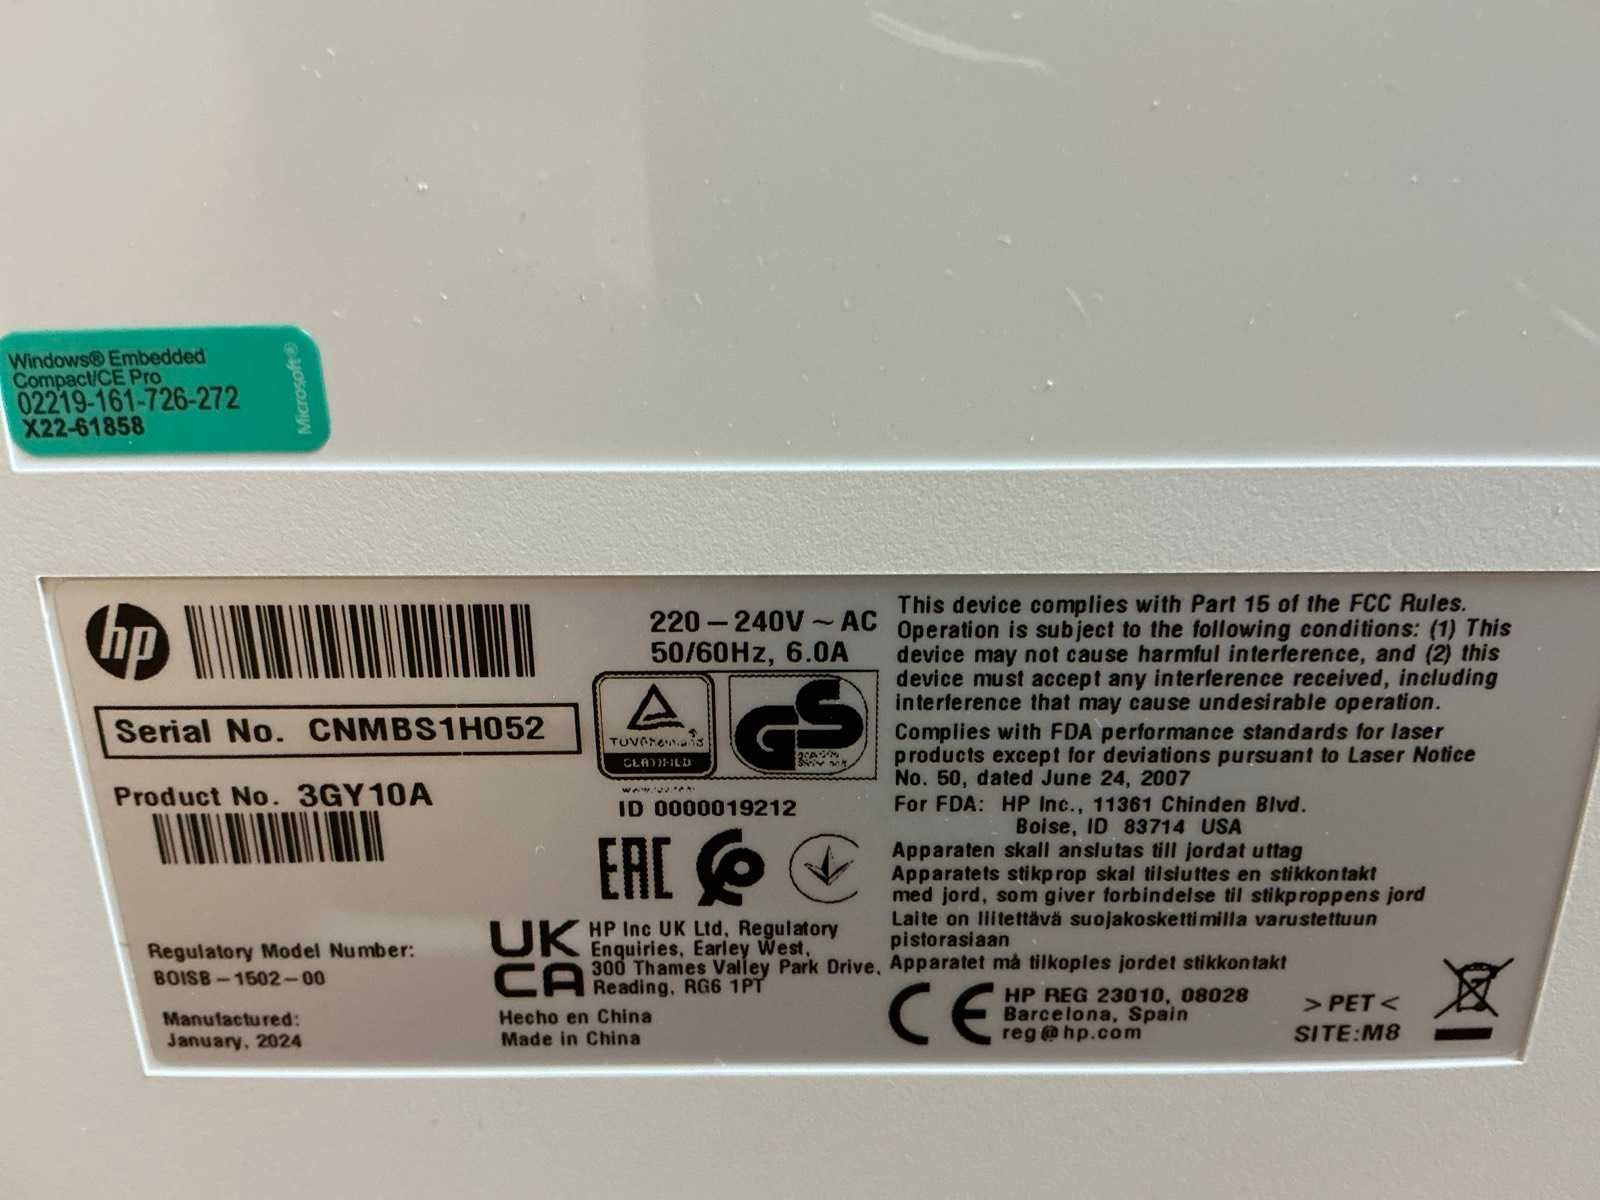 Windows® Embedded
Compact/CE Pro
02219-161-726-272
X22-61858
Microsoft®
hp
Serial No. CNMBS1H052
Product No. 3GY10A
Regulatory Model Number:
BOISB-1502-00
Manufactured:
January, 2024
220-240V~AC
50/60Hz, 6.0A
TÜVRheinland®
CERTIFIED
GS
ID 0000019212
EAC
UK
CA
HP Inc UK Ltd, Regulatory
Enquiries, Earley West,
300 Thames Valley Park Drive,
Reading, RG6 1PT
Hecho en China
Made in China
This device complies with Part 15 of the FCC Rules.
Operation is subject to the following conditions: (1) This
device may not cause harmful interference, and (2) this
device must accept any interference received, including
interference that may cause undesirable operation.
Complies with FDA performance standards for laser
products except for deviations pursuant to Laser Notice
No. 50, dated June 24, 2007
For FDA: HP Inc., 11361 Chinden Blvd.
Boise, ID 83714 USA
Apparaten skall anslutas till jordat uttag
Apparatets stikprop skal tilsluttes en stikkontakt
med jord, som giver forbindelse til stikproppens jord
Laite on liitettävä suojakoskettimilla varustettuun
pistorasiaan
Apparatet må tilkoples jordet stikkontakt
CE
HP REG 23010, 08028
Barcelona, Spain
reg@hp.com
>PET<
SITE:M8